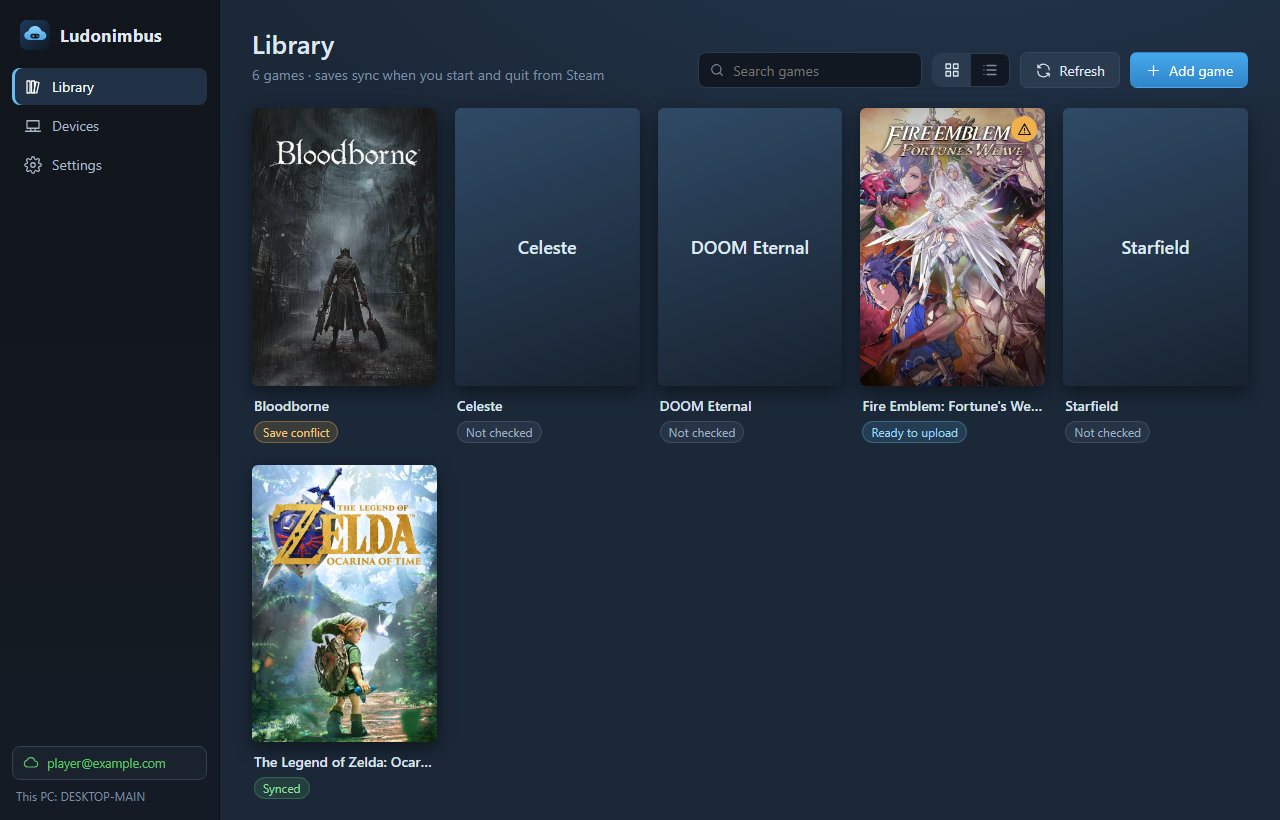 Ludonimbus
Library
Devices
Settings
Library
6 games · saves sync when you start and quit from Steam
Search games
Refresh
Add game
Bloodborne
Celeste
DOOM Eternal
FIRE EMBLEM
FORTUNE'S WEAVE
Starfield
Bloodborne
Celeste
DOOM Eternal
Fire Emblem: Fortune's We...
Starfield
Save conflict
Not checked
Not checked
Ready to upload
Not checked
THE LEGEND OF
ZELDA
OCARINA OF TIME
The Legend of Zelda: Ocar...
Synced
player@example.com
This PC: DESKTOP-MAIN